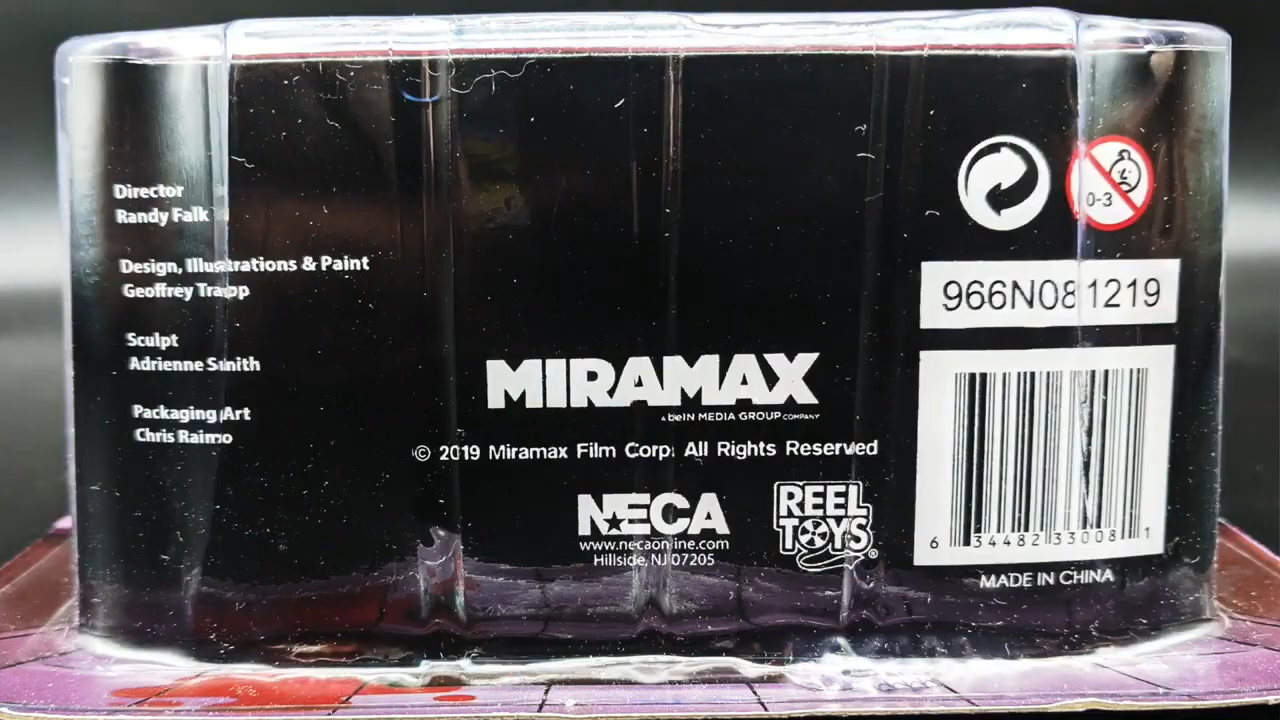 Director
Randy Falk
Design, Illustrations & Paint
Geoffrey Trapp
Sculpt
Adrienne Smith
Packaging Art
Chris Raimo
MIRAMAX
A beIN MEDIA GROUP COMPANY
© 2019 Miramax Film Corp. All Rights Reserved
NECA
www.necaonline.com
Hillside, NJ 07205
REEL
TOYS
®
0-3
966N081219
6 34482 33008 1
MADE IN CHINA